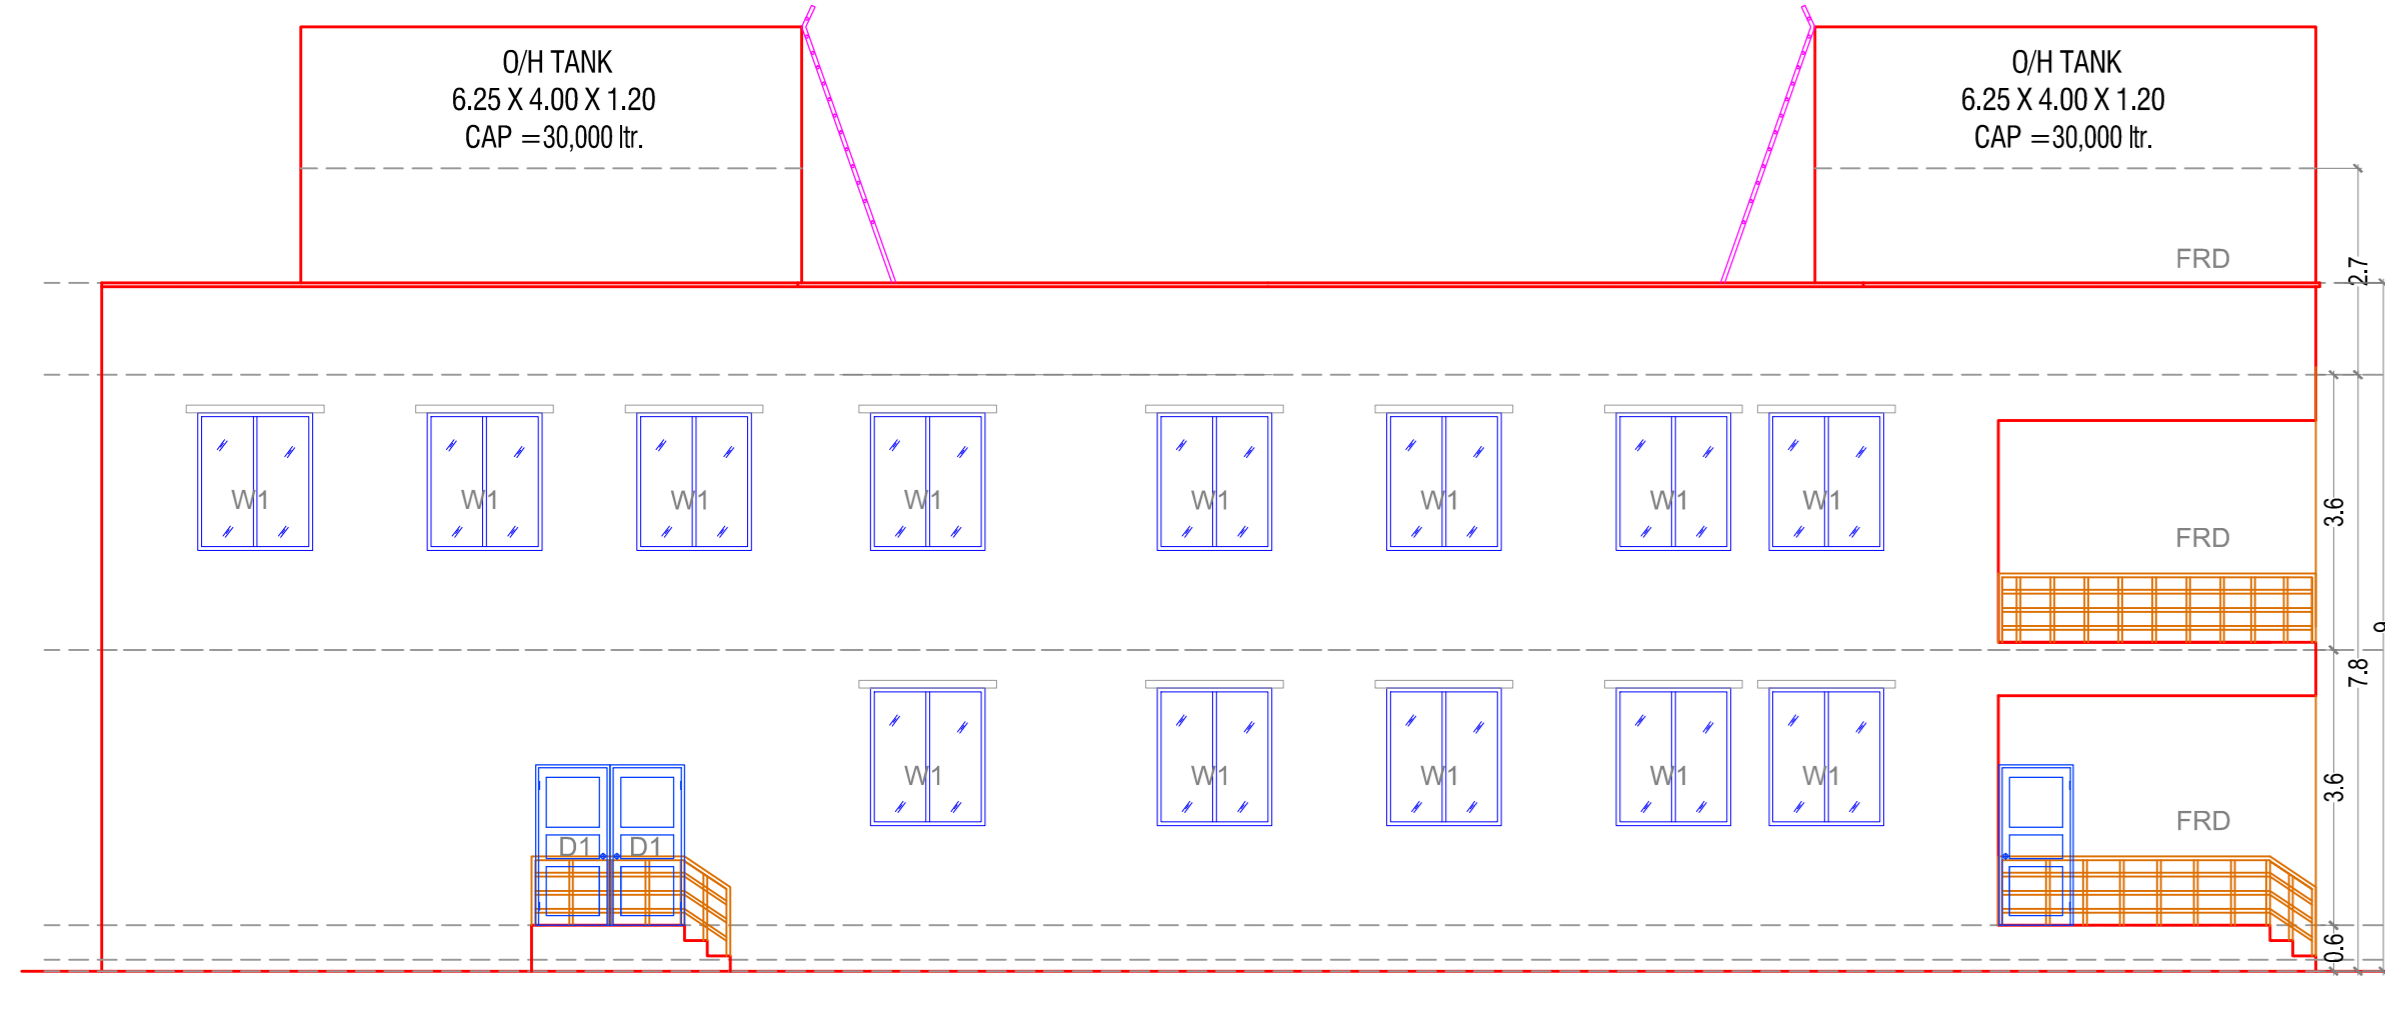 O/H TANK
6.25 X 4.00 X 1.20
CAP =30,000 ltr.
O/H TANK
6.25 X 4.00 X 1.20
CAP =30,000 ltr.
FRD
2.7
W1
W1
W1
W1
W1
W1
W1
W1
3.6
FRD
9
7.8
W1
W1
W1
W1
W1
3.6
FRD
D1
D1
0.6